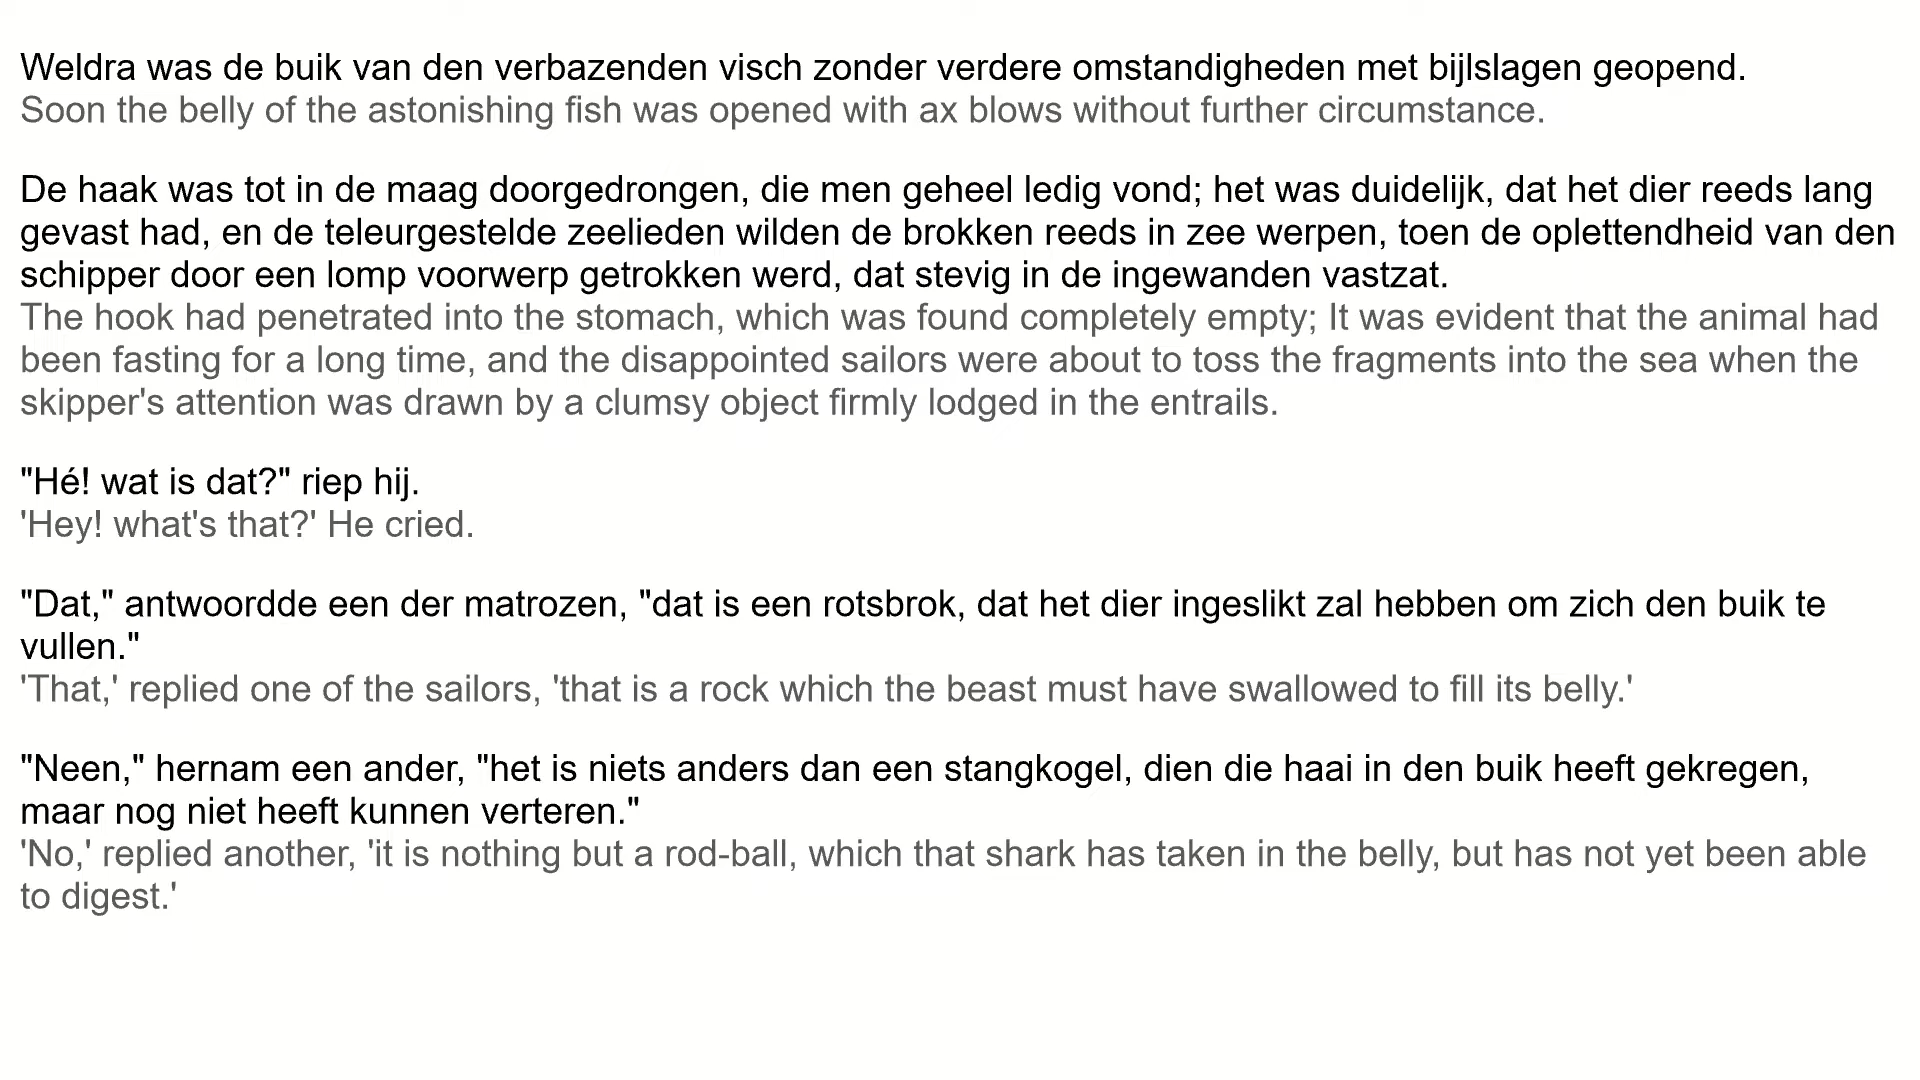 Weldra was de buik van den verbazenden visch zonder verdere omstandigheden met bijlslagen geopend.
Soon the belly of the astonishing fish was opened with ax blows without further circumstance.
De haak was tot in de maag doorgedrongen, die men geheel ledig vond; het was duidelijk, dat het dier reeds lang
gevast had, en de teleurgestelde zeelieden wilden de brokken reeds in zee werpen, toen de oplettendheid van den
schipper door een lomp voorwerp getrokken werd, dat stevig in de ingewanden vastzat.
The hook had penetrated into the stomach, which was found completely empty; It was evident that the animal had
been fasting for a long time, and the disappointed sailors were about to toss the fragments into the sea when the
skipper's attention was drawn by a clumsy object firmly lodged in the entrails.
"Hé! wat is dat?" riep hij.
'Hey! what's that?' He cried.
"Dat," antwoordde een der matrozen, "dat is een rotsbrok, dat het dier ingeslikt zal hebben om zich den buik te
vullen."
'That,' replied one of the sailors, 'that is a rock which the beast must have swallowed to fill its belly.'
"Neen," hernam een ander, "het is niets anders dan een stangkogel, dien die haai in den buik heeft gekregen,
maar nog niet heeft kunnen verteren."
'No,' replied another, 'it is nothing but a rod-ball, which that shark has taken in the belly, but has not yet been able
to digest.'